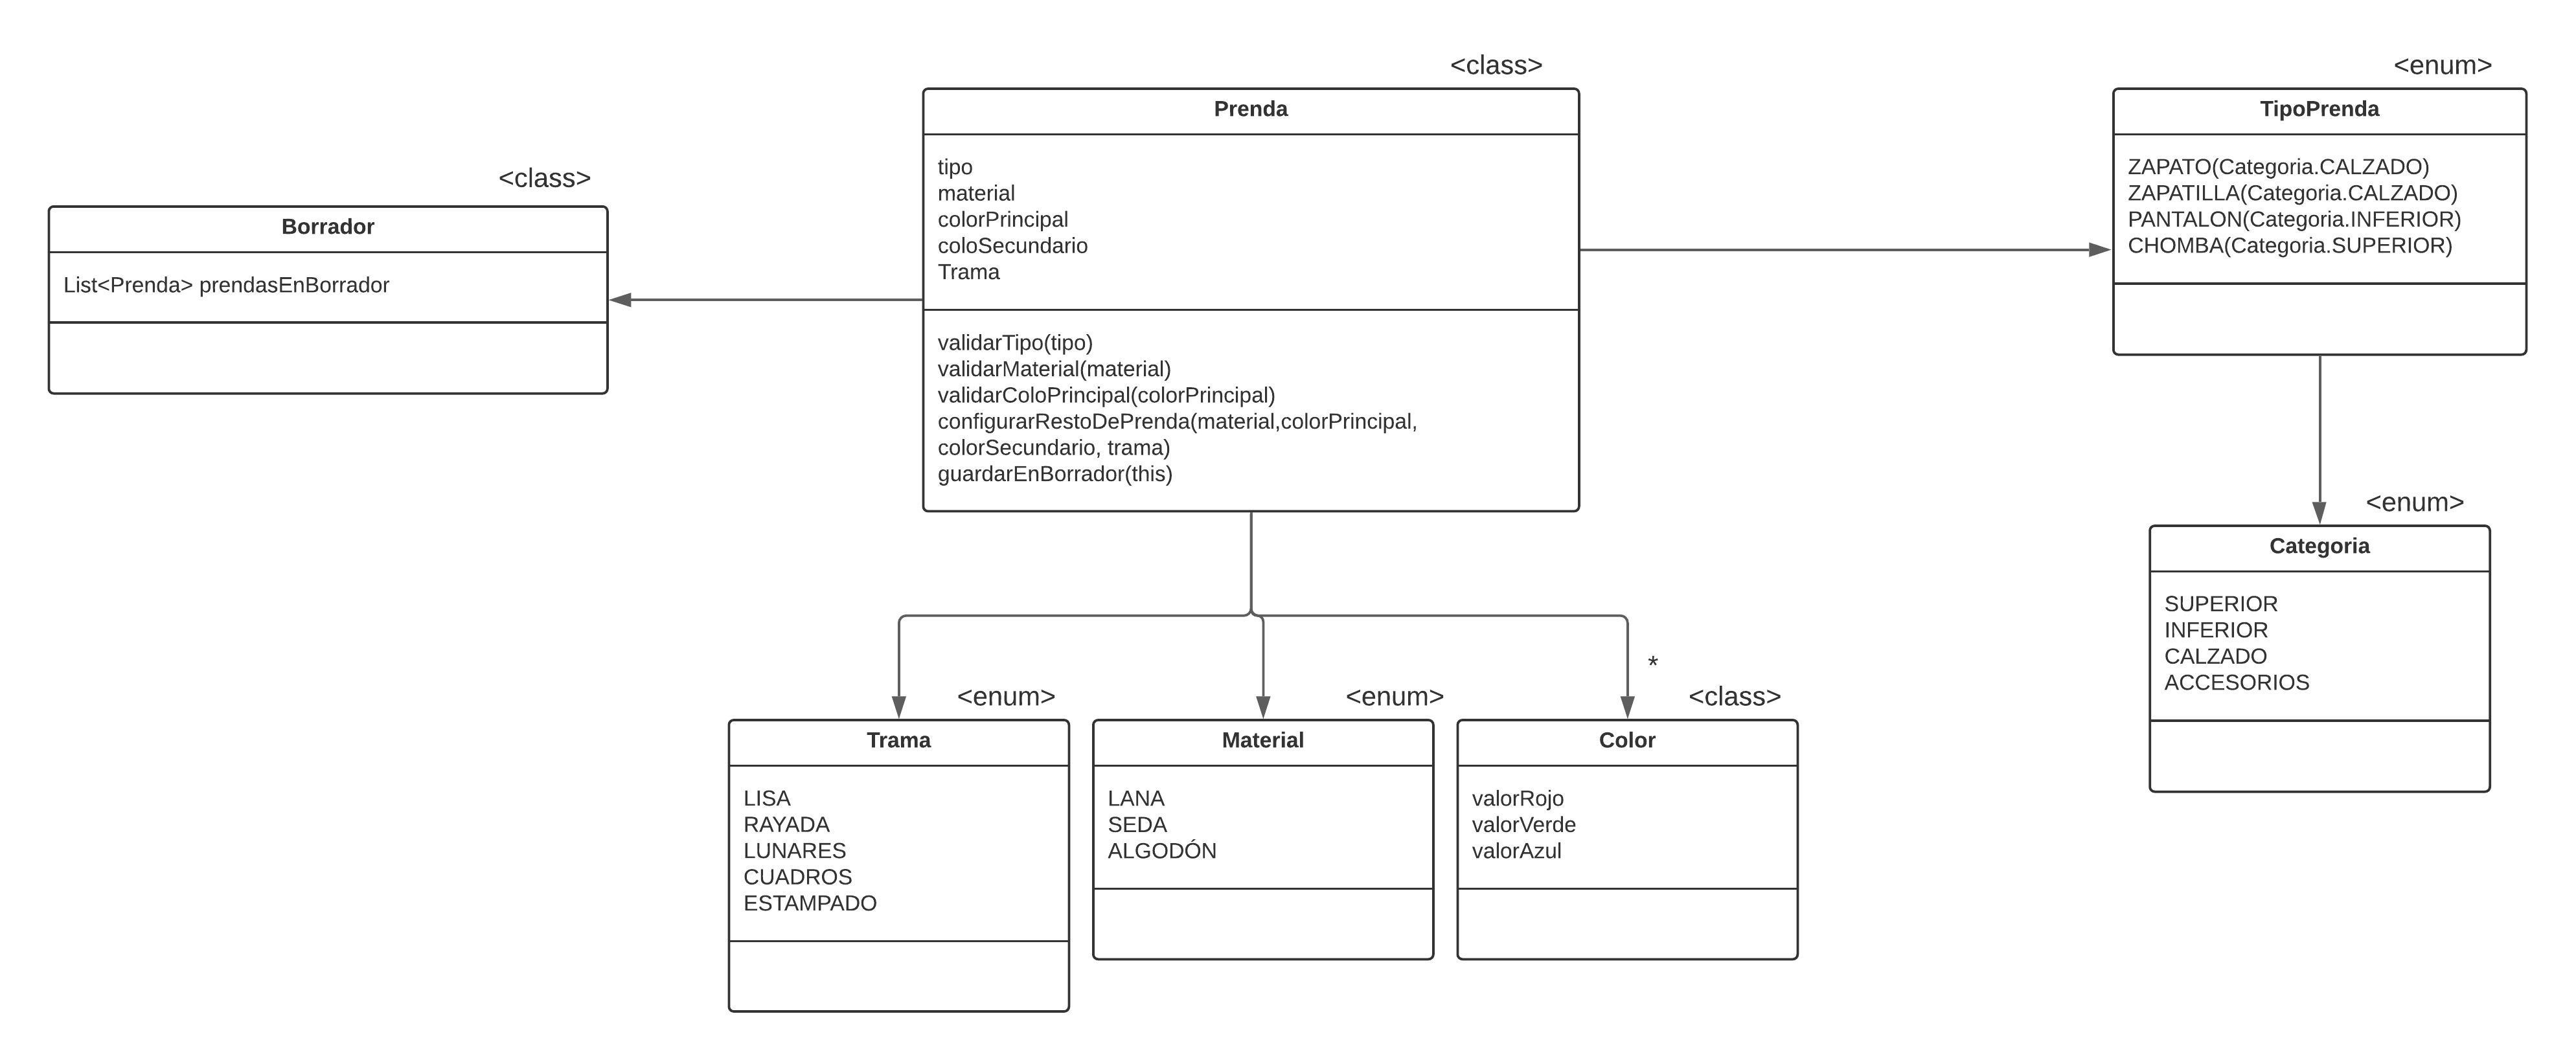 <class>
Prenda
tipo
material
colorPrincipal
coloSecundario
Trama
validarTipo(tipo)
validarMaterial(material)
validarColoPrincipal(colorPrincipal)
configurarRestoDePrenda(material,colorPrincipal,
colorSecundario, trama)
guardarEnBorrador(this)
<enum>
TipoPrenda
ZAPATO(Categoria.CALZADO)
ZAPATILLA(Categoria.CALZADO)
PANTALON(Categoria.INFERIOR)
CHOMBA(Categoria.SUPERIOR)
<class>
Borrador
List<Prenda> prendasEnBorrador
<enum>
Categoria
SUPERIOR
INFERIOR
CALZADO
ACCESORIOS
<enum>
Trama
LISA
RAYADA
LUNARES
CUADROS
ESTAMPADO
<enum>
Material
LANA
SEDA
ALGODÓN
*
<class>
Color
valorRojo
valorVerde
valorAzul